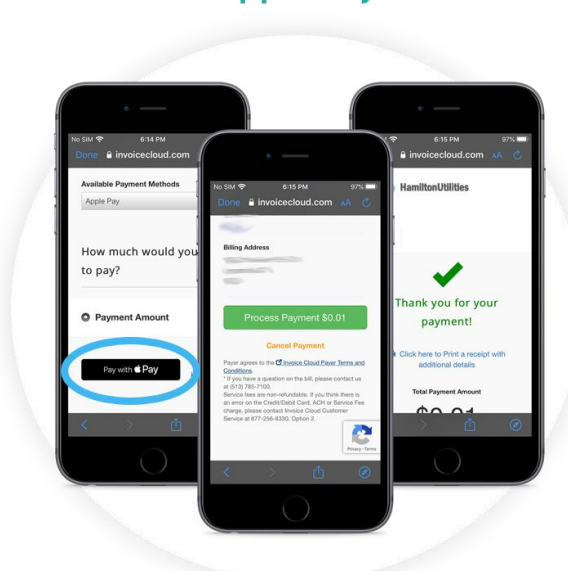 No SIM 6:14 PM
Done invoicecloud.com
Available Payment Methods
Apple Pay
How much would you
to pay?
Payment Amount
Pay with Pay
No SIM 6:15 PM 97%
Done invoicecloud.com AA
Billing Address
Process Payment $0.01
Cancel Payment
Payer agrees to the Invoice Cloud Payer Terms and
Conditions.
* If you have a question on the bill, please contact us
at (513) 785-7100.
Service fees are non-refundable. If you think there is
an error on the Credit/Debit Card, ACH or Service Fee
charge, please contact Invoice Cloud Customer
Service at 877-256-8330, Option 2.
Privacy - Terms
6:15 PM 97%
invoicecloud.com AA
HamiltonUtilities
Thank you for your
payment!
Click here to Print a receipt with
additional details
Total Payment Amount
$0.01